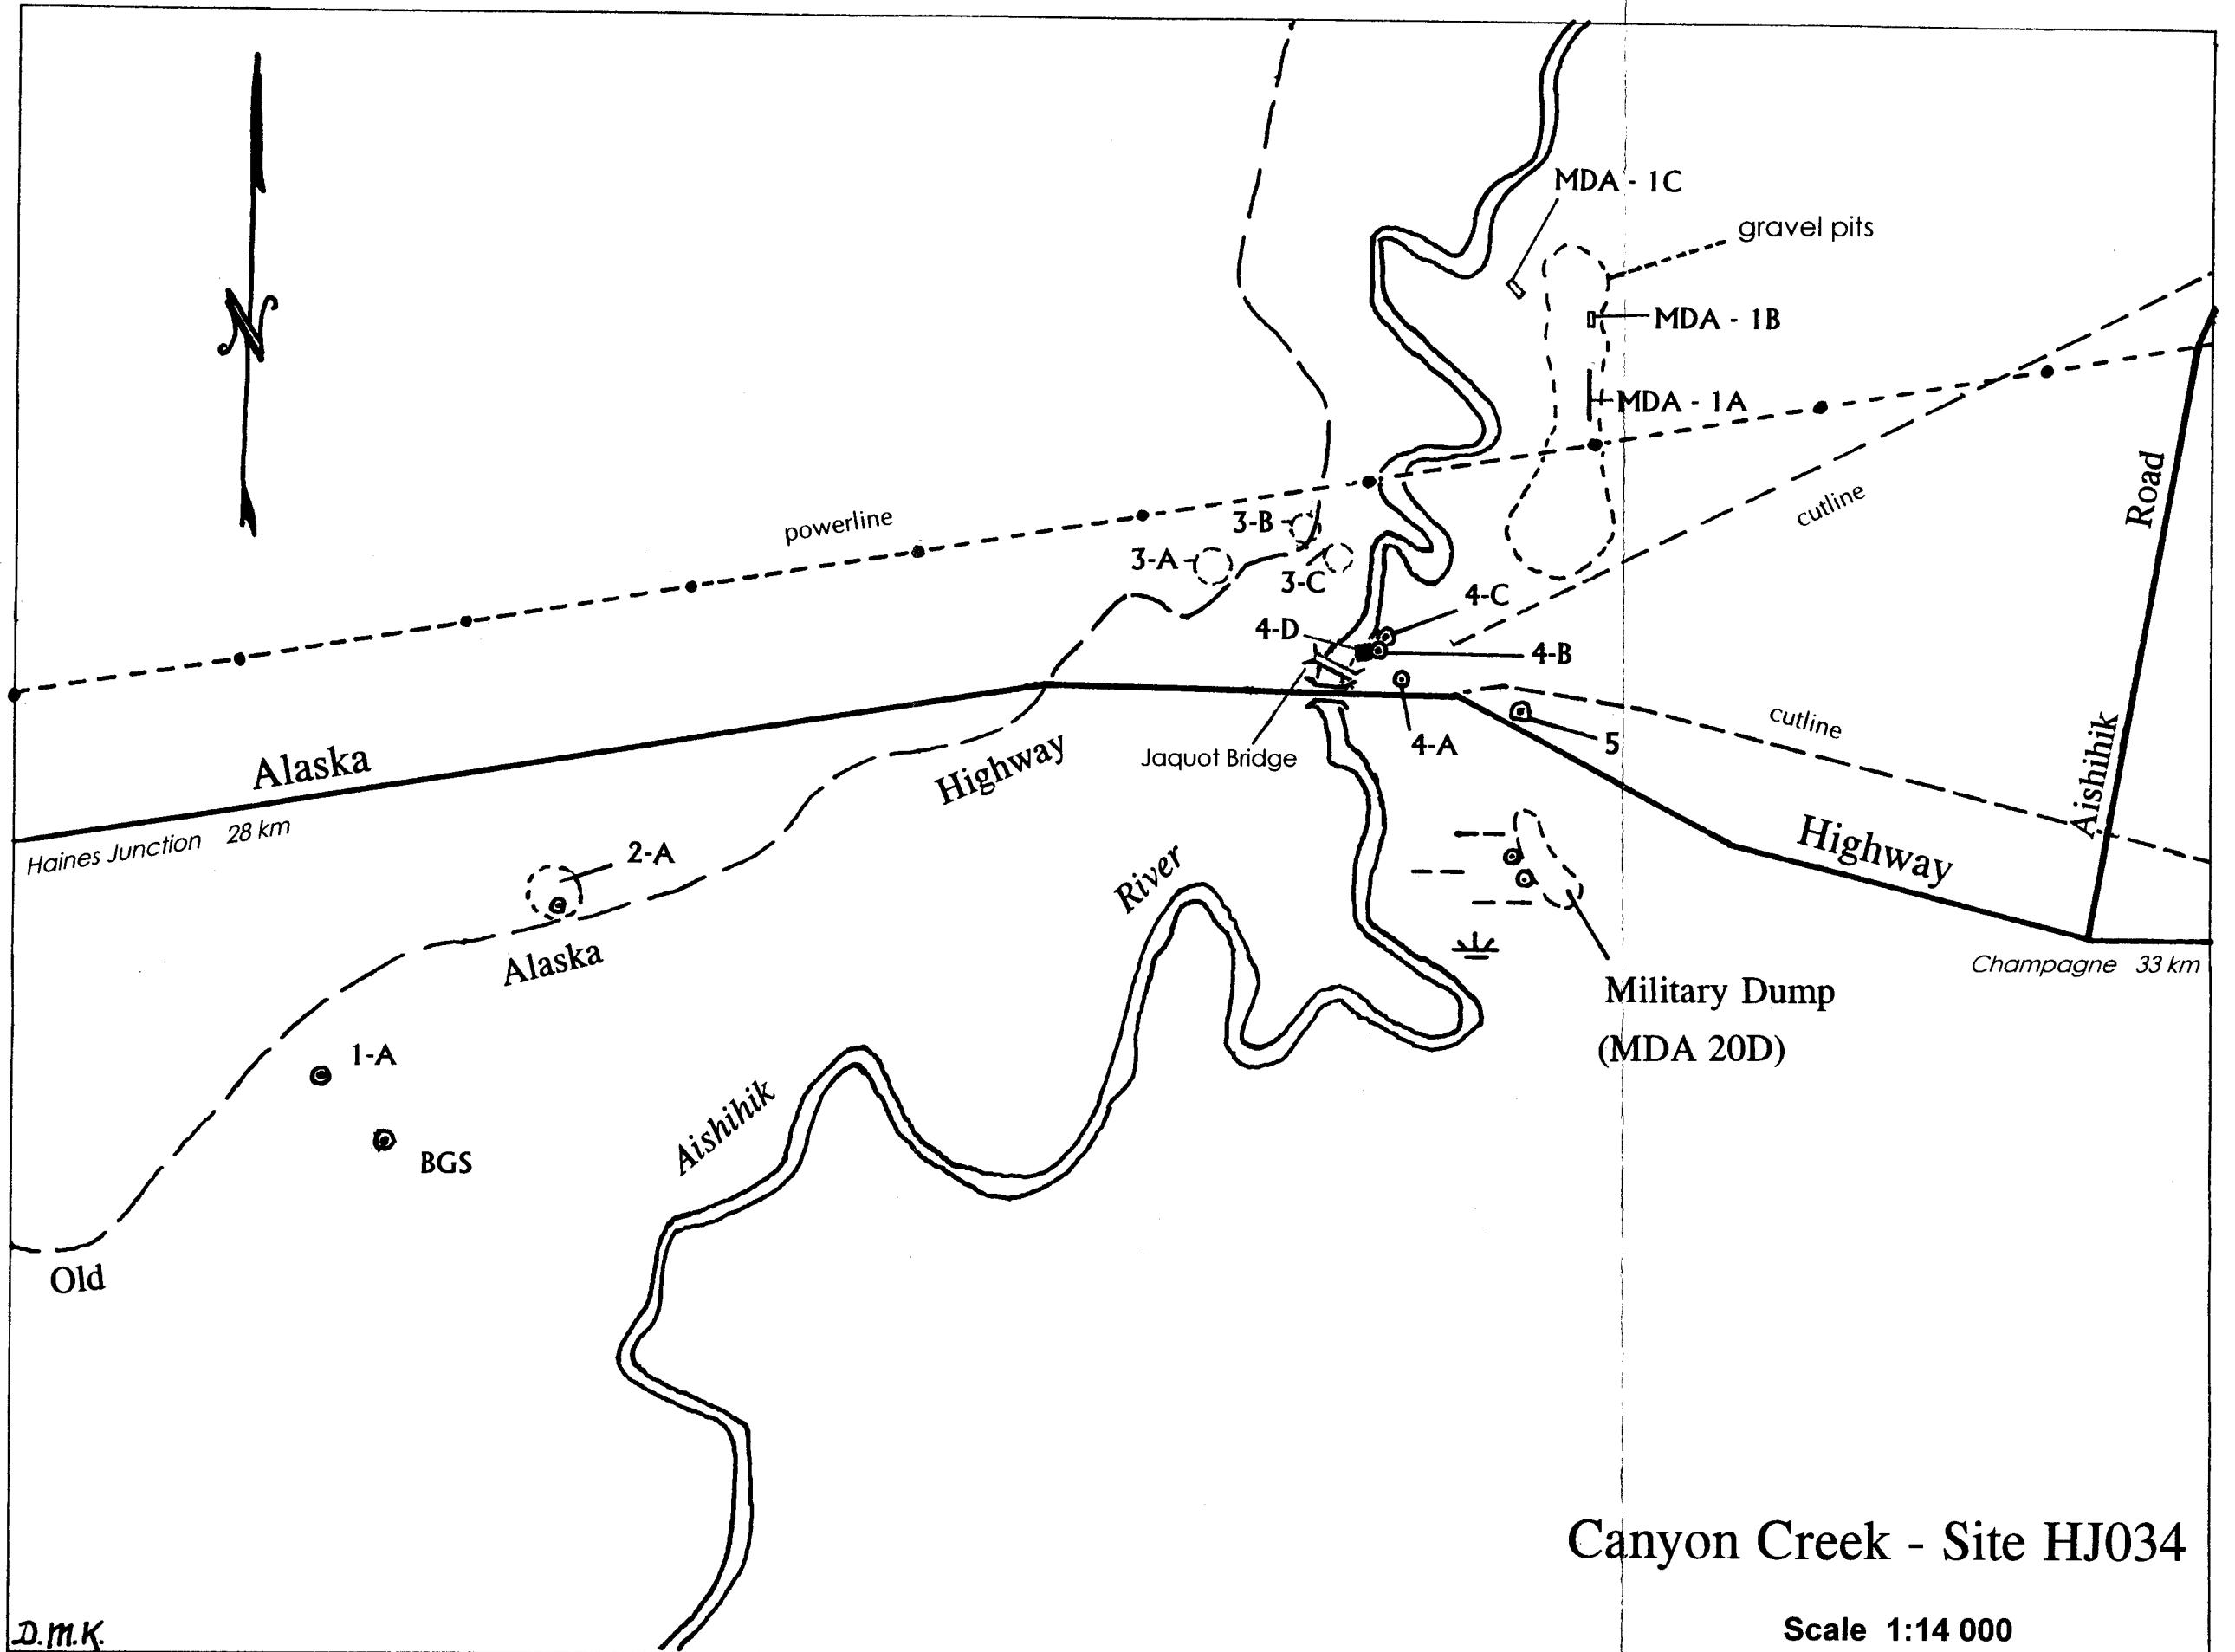 MDA - 1C
gravel pits
N
MDA - 1B
MDA - 1A
powerline
3-B
3-A
3-C
cutline
Road
4-C
4-D
4-B
Jaquot Bridge
4-A
5
cutline
Aishihik
Alaska
Highway
Highway
Haines Junction 28 km
2-A
River
Alaska
Champagne 33 km
Military Dump
(MDA 20D)
1-A
BGS
Aishihik
Old
Canyon Creek - Site HJ034
Scale 1:14 000
D.M.K.